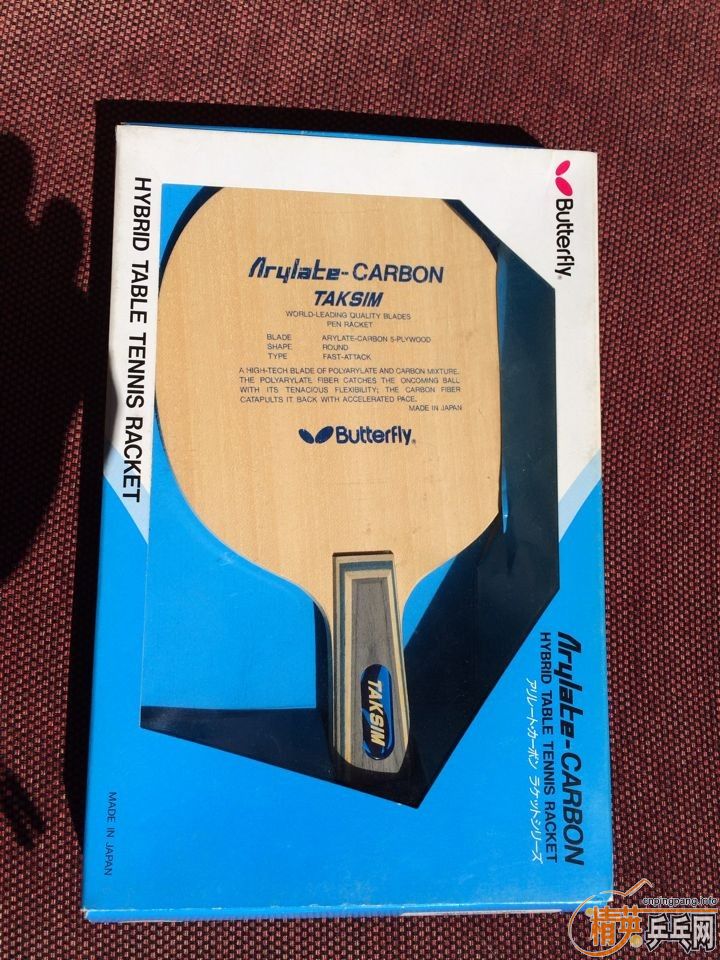 HYBRID TABLE TENNIS RACKET
Butterfly®
Arylate-CARBON
TAKSIM
WORLD-LEADING QUALITY BLADES
PEN RACKET
BLADE ARYLATE-CARBON 5-PLYWOOD
SHAPE ROUND
TYPE FAST-ATTACK
A HIGH-TECH BLADE OF POLYARYLATE AND CARBON MIXTURE.
THE POLYARYLATE FIBER CATCHES THE ONCOMING BALL
WITH ITS TENACIOUS FLEXIBILITY; THE CARBON FIBER
CATAPULTS IT BACK WITH ACCELERATED PACE.
MADE IN JAPAN
Butterfly®
TAKSIM
Arylate-CARBON
HYBRID TABLE TENNIS RACKET
アリレート・カーボン ラケットシリーズ
MADE IN JAPAN
cnpingpang.info
精英乒乓网